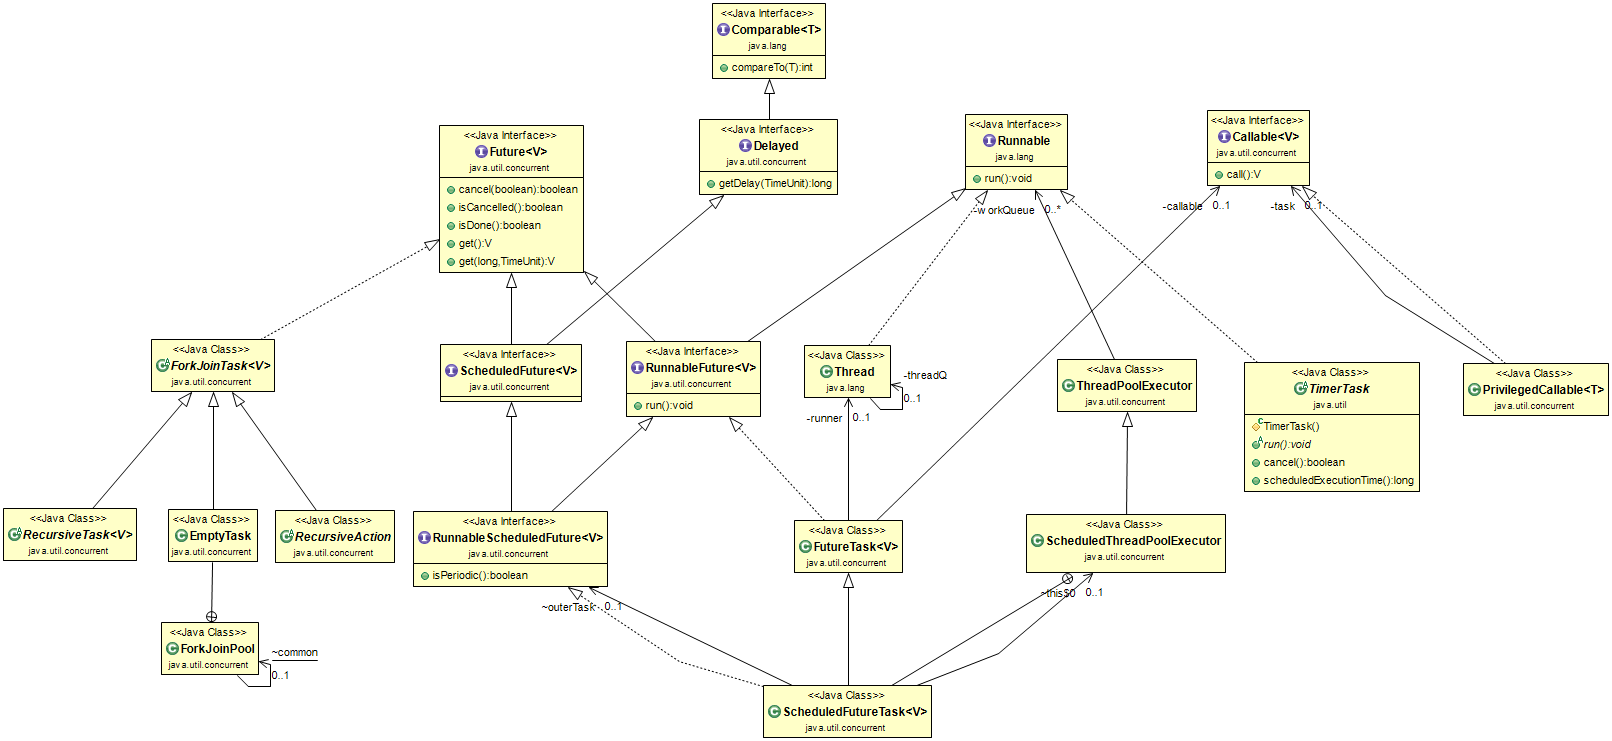 <<Java Interface>>
Comparable<T>
java.lang
compareTo(T):int
<<Java Interface>>
Future<V>
java.util.concurrent
cancel(boolean):boolean
isCancelled():boolean
isDone():boolean
get():V
get(long,TimeUnit):V
<<Java Interface>>
Delayed
java.util.concurrent
getDelay(TimeUnit):long
<<Java Interface>>
Runnable
java.lang
run():void
<<Java Interface>>
Callable<V>
java.util.concurrent
call():V
-workQueue 0..*
-callable 0..1
-task 0..1
<<Java Class>>
ForkJoinTask<V>
java.util.concurrent
<<Java Interface>>
ScheduledFuture<V>
java.util.concurrent
<<Java Interface>>
RunnableFuture<V>
java.util.concurrent
run():void
<<Java Class>>
Thread
java.lang
-threadQ
0..1
-runner 0..1
<<Java Class>>
ThreadPoolExecutor
java.util.concurrent
<<Java Class>>
TimerTask
java.util
TimerTask()
run():void
cancel():boolean
scheduledExecutionTime():long
<<Java Class>>
PrivilegedCallable<T>
java.util.concurrent
<<Java Class>>
RecursiveTask<V>
java.util.concurrent
<<Java Class>>
EmptyTask
java.util.concurrent
<<Java Class>>
RecursiveAction
java.util.concurrent
<<Java Interface>>
RunnableScheduledFuture<V>
java.util.concurrent
isPeriodic():boolean
<<Java Class>>
FutureTask<V>
java.util.concurrent
<<Java Class>>
ScheduledThreadPoolExecutor
java.util.concurrent
~outerTask 0..1
~this$0 0..1
<<Java Class>>
ForkJoinPool
java.util.concurrent
~common
0..1
<<Java Class>>
ScheduledFutureTask<V>
java.util.concurrent